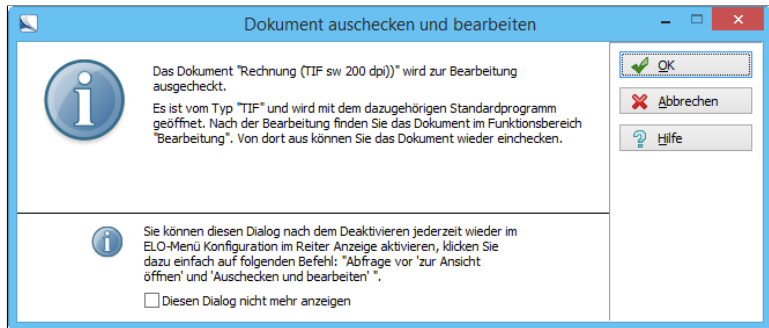 Dokument auschecken und bearbeiten
Das Dokument "Rechnung (TIF sw 200 dpi))" wird zur Bearbeitung
ausgecheckt.
Es ist vom Typ "TIF" und wird mit dem dazugehörigen Standardprogramm
geöffnet. Nach der Bearbeitung finden Sie das Dokument im Funktionsbereich
"Bearbeitung". Von dort aus können Sie das Dokument wieder einchecken.
OK
Abbrechen
Hilfe
Sie können diesen Dialog nach dem Deaktivieren jederzeit wieder im
ELO-Menü Konfiguration im Reiter Anzeige aktivieren, klicken Sie
dazu einfach auf folgenden Befehl: "Abfrage vor 'zur Ansicht
öffnen' und 'Auschecken und bearbeiten' ".
Diesen Dialog nicht mehr anzeigen